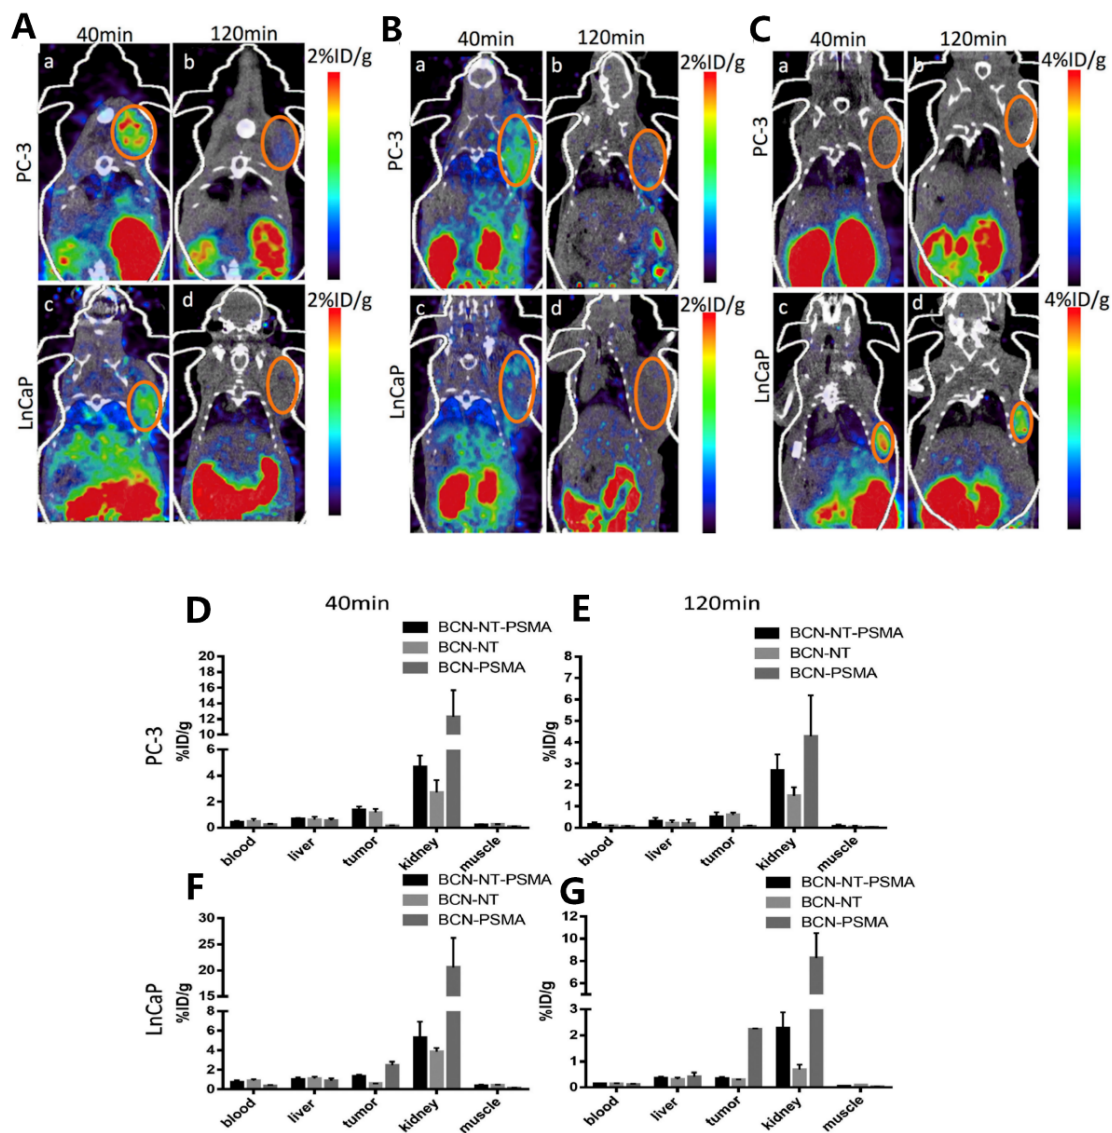 A
40min
120min
a
b
2%ID/g
PC-3
c
d
2%ID/g
LnCaP
B
40min
120min
a
b
2%ID/g
PC-3
c
d
2%ID/g
LnCaP
C
40min
120min
a
b
4%ID/g
PC-3
c
d
4%ID/g
LnCaP
D
40min
BCN-NT-PSMA
BCN-NT
BCN-PSMA
PC-3
%ID/g
20
18
16
14
12
10
6
4
2
0
blood
liver
tumor
kidney
muscle
E
120min
BCN-NT-PSMA
BCN-NT
BCN-PSMA
%ID/g
8
7
6
5
4
3
2
1
0
blood
liver
tumor
kidney
muscle
F
BCN-NT-PSMA
BCN-NT
BCN-PSMA
LnCaP
%ID/g
30
25
20
15
8
6
4
2
0
blood
liver
tumor
kidney
muscle
G
BCN-NT-PSMA
BCN-NT
BCN-PSMA
%ID/g
12
10
8
6
4
3
2
1
0
blood
liver
tumor
kidney
muscle